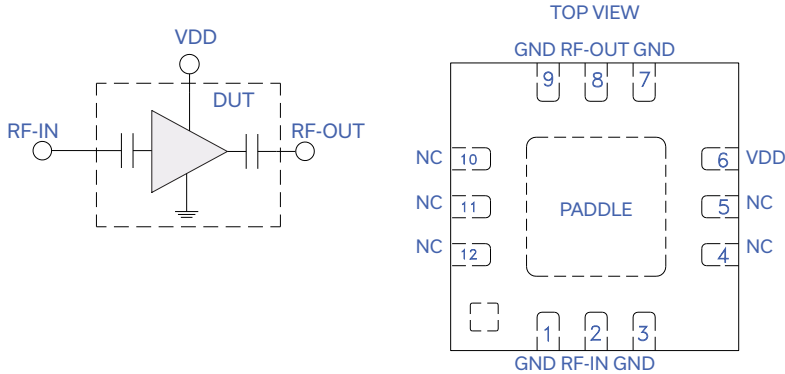 VDD
DUT
RF-IN
RF-OUT
TOP VIEW
GND RF-OUT GND
9 8 7
NC 10
6 VDD
NC 11
PADDLE
5 NC
NC 12
4 NC
1 2 3
GND RF-IN GND